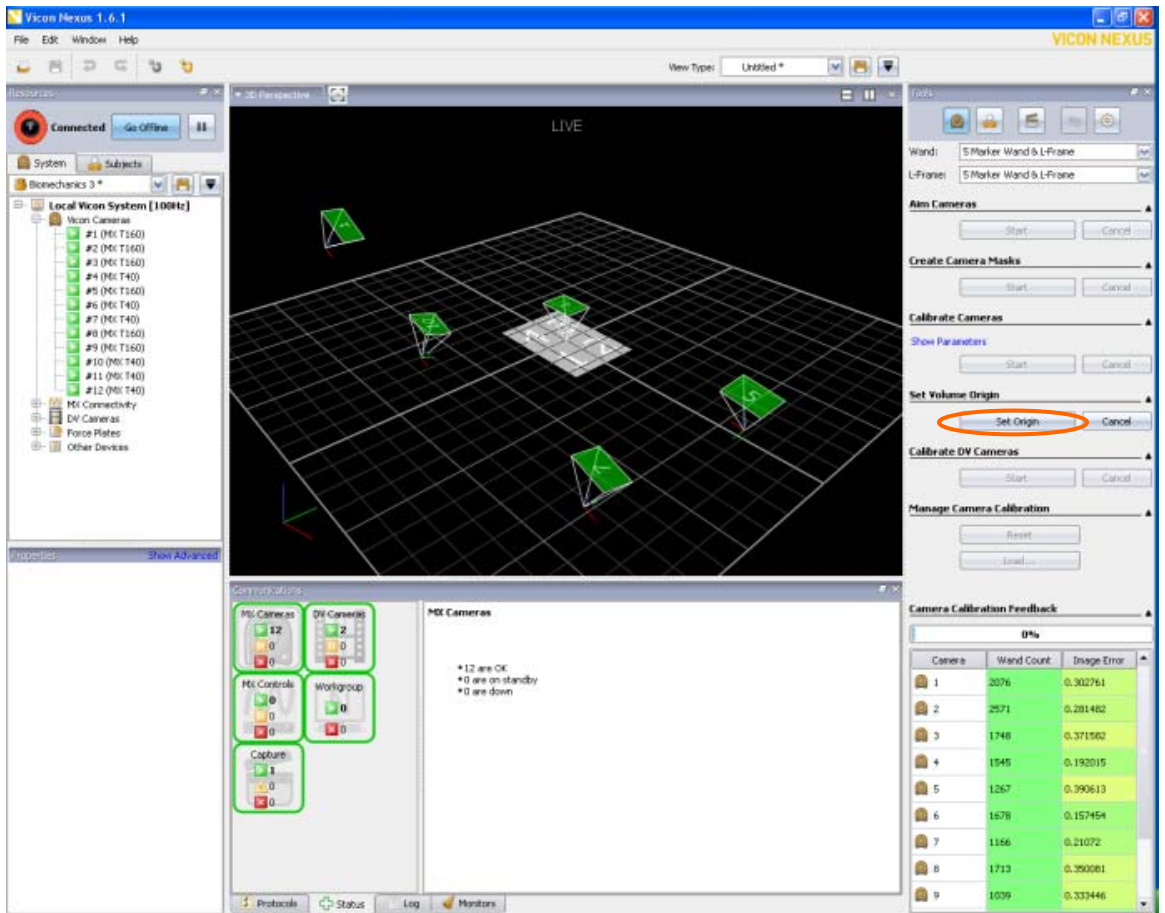 Vicon Nexus 1.6.1
File Edit Window Help
VICON NEXUS
View Type: Untitled *
Resources
3D Perspective
Tools
Connected Go Offline
LIVE
System Subjects
Biomechanics 3 *
Local Vicon System [100Hz]
Vicon Cameras
#1 (MX T160)
#2 (MX T160)
#3 (MX T160)
#4 (MX T40)
#5 (MX T160)
#6 (MX T40)
#7 (MX T40)
#8 (MX T160)
#9 (MX T160)
#10 (MX T40)
#11 (MX T40)
#12 (MX T40)
MX Connectivity
DV Cameras
Force Plates
Other Devices
Properties Show Advanced
Wand: 5 Marker Wand & L-Frame
L-Frame: 5 Marker Wand & L-Frame
Aim Cameras
Start Cancel
Create Camera Masks
Start Cancel
Calibrate Cameras
Show Parameters
Start Cancel
Set Volume Origin
Set Origin Cancel
Calibrate DV Cameras
Start Cancel
Manage Camera Calibration
Reset
Load...
Communications
MX Cameras
12
0
0
DV Cameras
2
0
0
MX Controls
0
0
0
Workgroup
0
0
Capture
1
0
0
MX Cameras
*12 are OK
*0 are on standby
*0 are down
Protocols Status Log Monitors
Camera Calibration Feedback
0%
Camera Wand Count Image Error
1 2076 0.302761
2 2571 0.281482
3 1748 0.371582
4 1545 0.192015
5 1267 0.390613
6 1678 0.157454
7 1166 0.21072
8 1713 0.350081
9 1039 0.333446